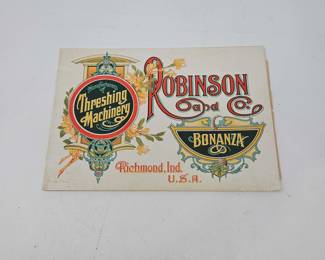 Threshing
Machinery
Robinson
and Co.
Bonanza
Richmond, Ind.
U.S.A.